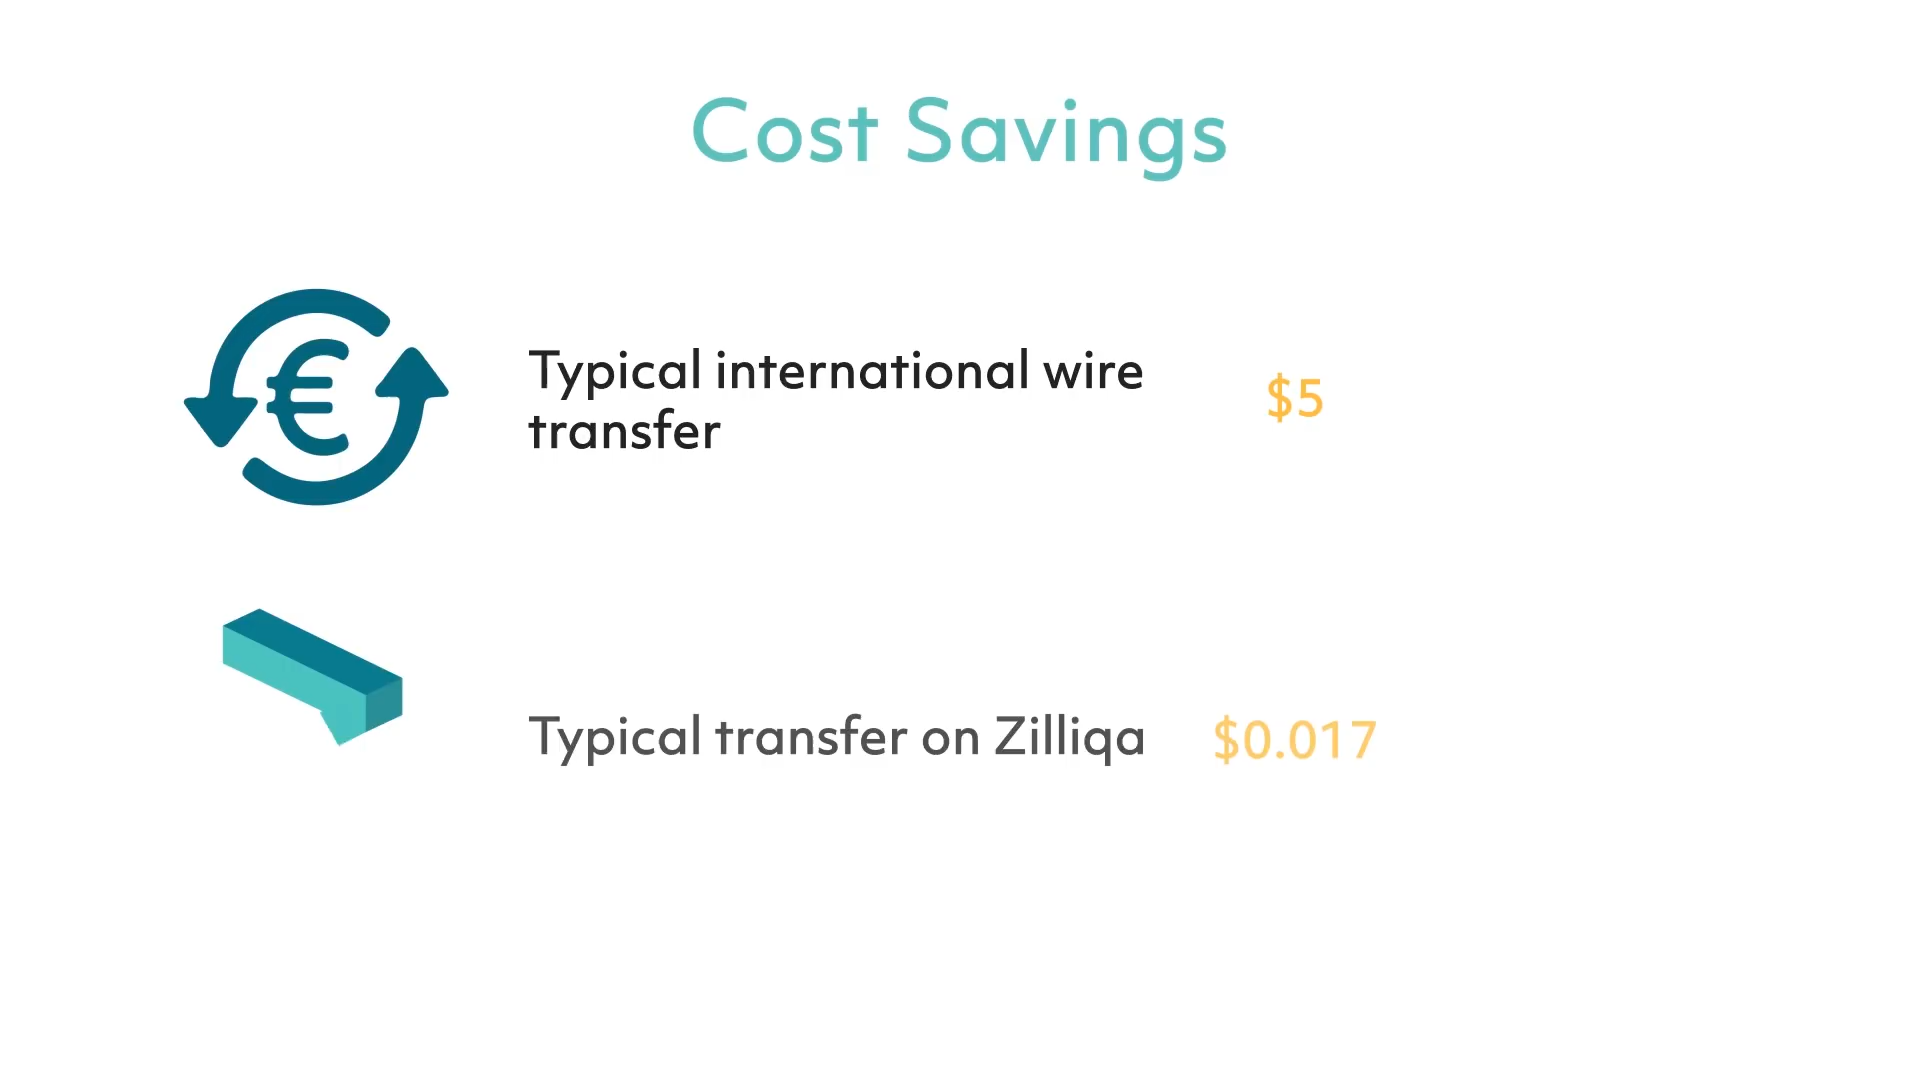 Cost Savings
Typical international wire
transfer
$5
Typical transfer on Zilliqa
$0.017